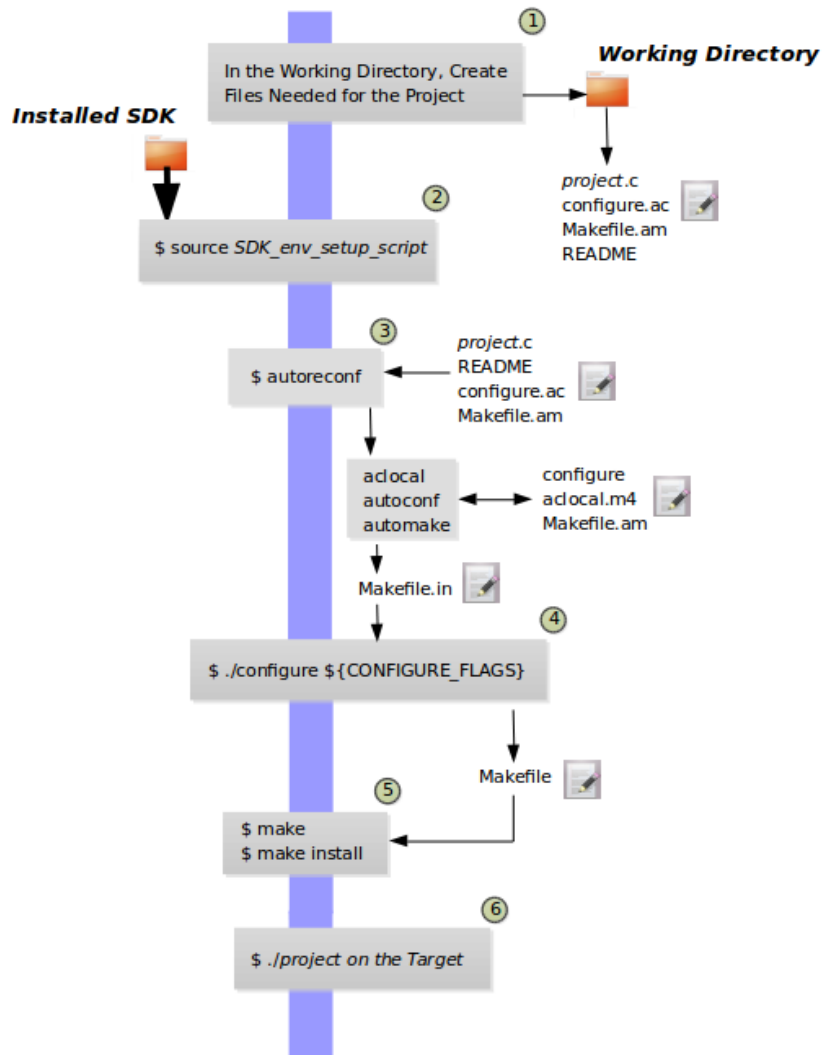 1
In the Working Directory, Create
Files Needed for the Project
Working Directory
Installed SDK
project.c
configure.ac
Makefile.am
README
2
$ source SDK_env_setup_script
3
$ autoreconf
project.c
README
configure.ac
Makefile.am
aclocal
autoconf
automake
configure
aclocal.m4
Makefile.am
Makefile.in
4
$ ./configure ${CONFIGURE_FLAGS}
Makefile
5
$ make
$ make install
6
$ ./project on the Target